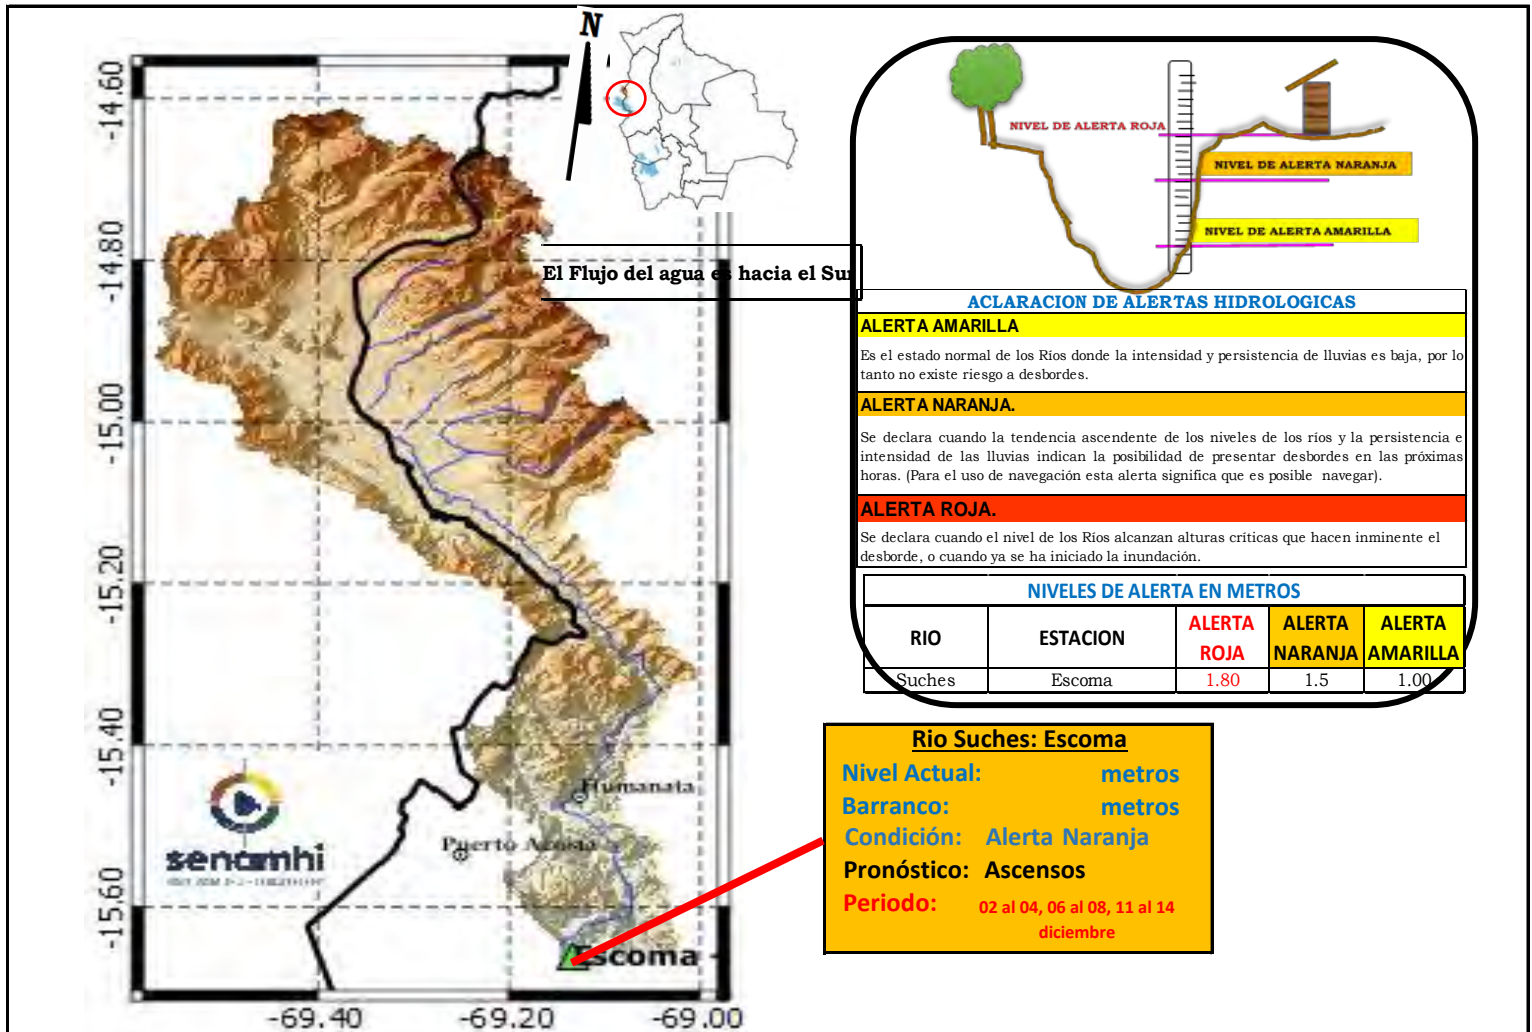 N
-14.60
-14.80
-15.00
-15.20
-15.40
-15.60
-69.40
-69.20
-69.00
El Flujo del agua es hacia el Sur
Humanata
Puerto Acosta
Escoma
senamhi
NIVEL DE ALERTA ROJA
NIVEL DE ALERTA NARANJA
NIVEL DE ALERTA AMARILLA
ACLARACION DE ALERTAS HIDROLOGICAS
ALERTA AMARILLA
Es el estado normal de los Ríos donde la intensidad y persistencia de lluvias es baja, por lo
tanto no existe riesgo a desbordes.
ALERTA NARANJA.
Se declara cuando la tendencia ascendente de los niveles de los ríos y la persistencia e
intensidad de las lluvias indican la posibilidad de presentar desbordes en las próximas
horas. (Para el uso de navegación esta alerta significa que es posible navegar).
ALERTA ROJA.
Se declara cuando el nivel de los Ríos alcanzan alturas críticas que hacen inminente el
desborde, o cuando ya se ha iniciado la inundación.
NIVELES DE ALERTA EN METROS
RIO ESTACION ALERTA ROJA ALERTA NARANJA ALERTA AMARILLA
Suches Escoma 1.80 1.5 1.00
Rio Suches: Escoma
Nivel Actual: metros
Barranco: metros
Condición: Alerta Naranja
Pronóstico: Ascensos
Periodo: 02 al 04, 06 al 08, 11 al 14
diciembre